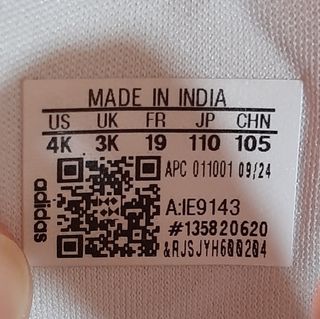 MADE IN INDIA
US UK FR JP CHN
4K 3K 19 110 105
APC 011001 09/24
adidas
A:IE9143
#135820620
&RJSJYH600204